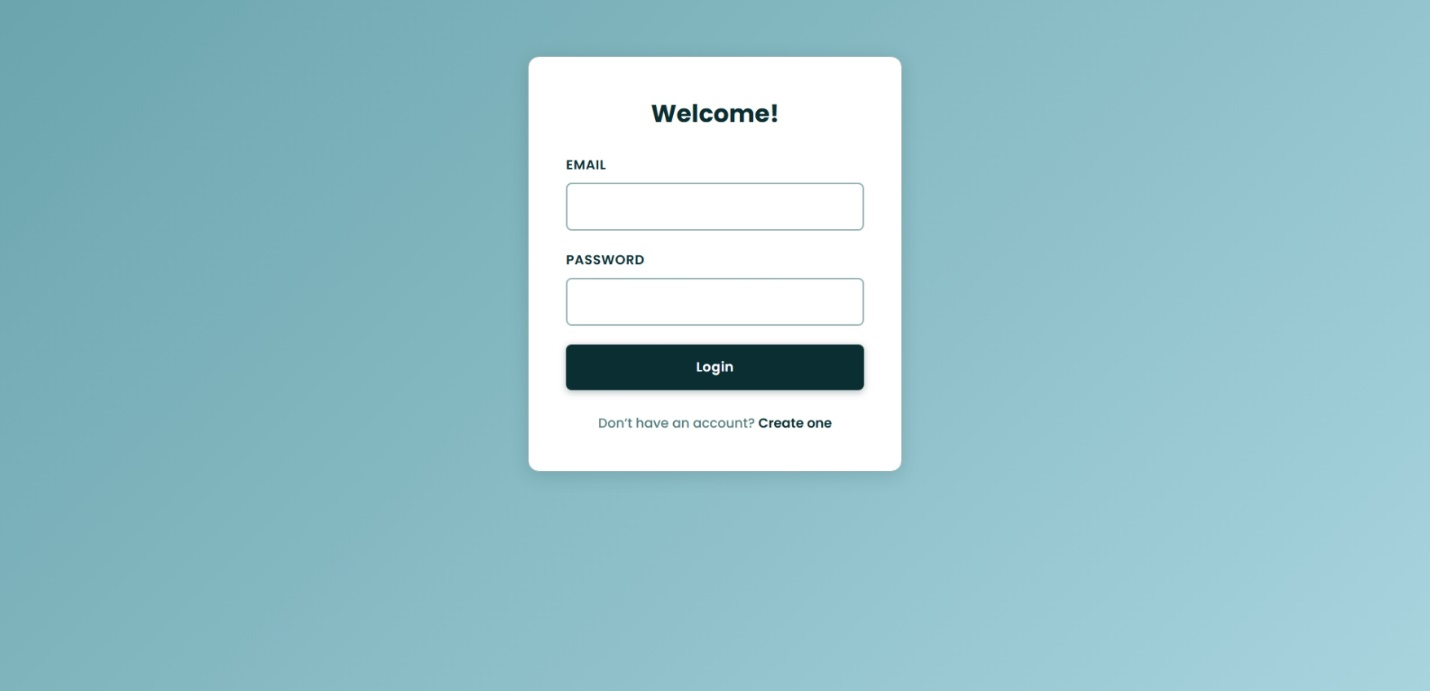 Welcome!
EMAIL
PASSWORD
Login
Don’t have an account? Create one